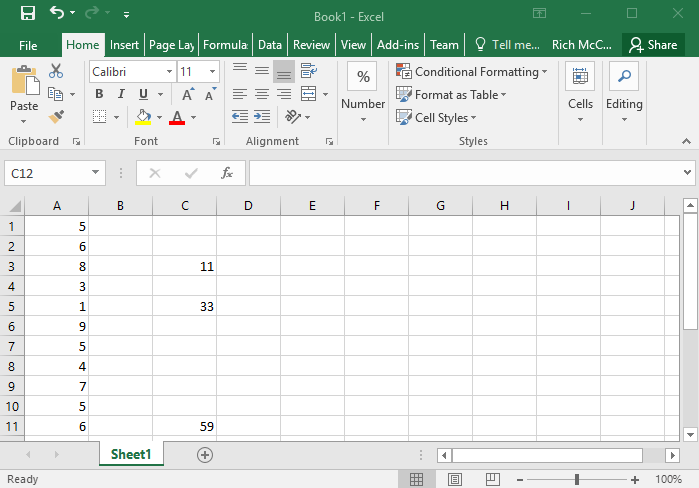 Book1 - Excel
File Home Insert Page Lay Formula Data Review View Add-ins Team Tell me... Rich McC... Share
Paste
Clipboard
Calibri 11
B I U A A
A
Font
Alignment
%
Number
Conditional Formatting
Format as Table
Cell Styles
Styles
Cells
Editing
C12 fx
A B C D E F G H I J
1 5
2 6
3 8 11
4 3
5 1 33
6 9
7 5
8 4
9 7
10 5
11 6 59
Sheet1
Ready 100%